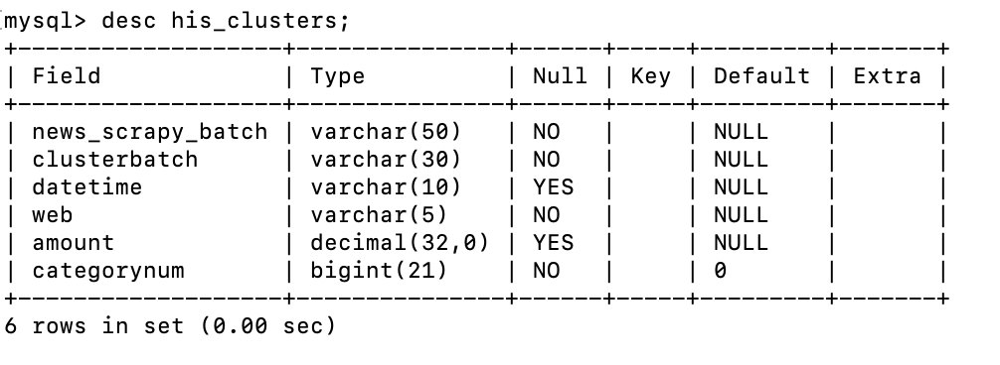 mysql> desc his_clusters;
+--------------------+---------------+------+-----+---------+-------+
| Field              | Type          | Null | Key | Default | Extra |
+--------------------+---------------+------+-----+---------+-------+
| news_scrapy_batch  | varchar(50)   | NO   |     | NULL    |       |
| clusterbatch       | varchar(30)   | NO   |     | NULL    |       |
| datetime           | varchar(10)   | YES  |     | NULL    |       |
| web                | varchar(5)    | NO   |     | NULL    |       |
| amount             | decimal(32,0) | YES  |     | NULL    |       |
| categorynum        | bigint(21)    | NO   |     | 0       |       |
+--------------------+---------------+------+-----+---------+-------+
6 rows in set (0.00 sec)